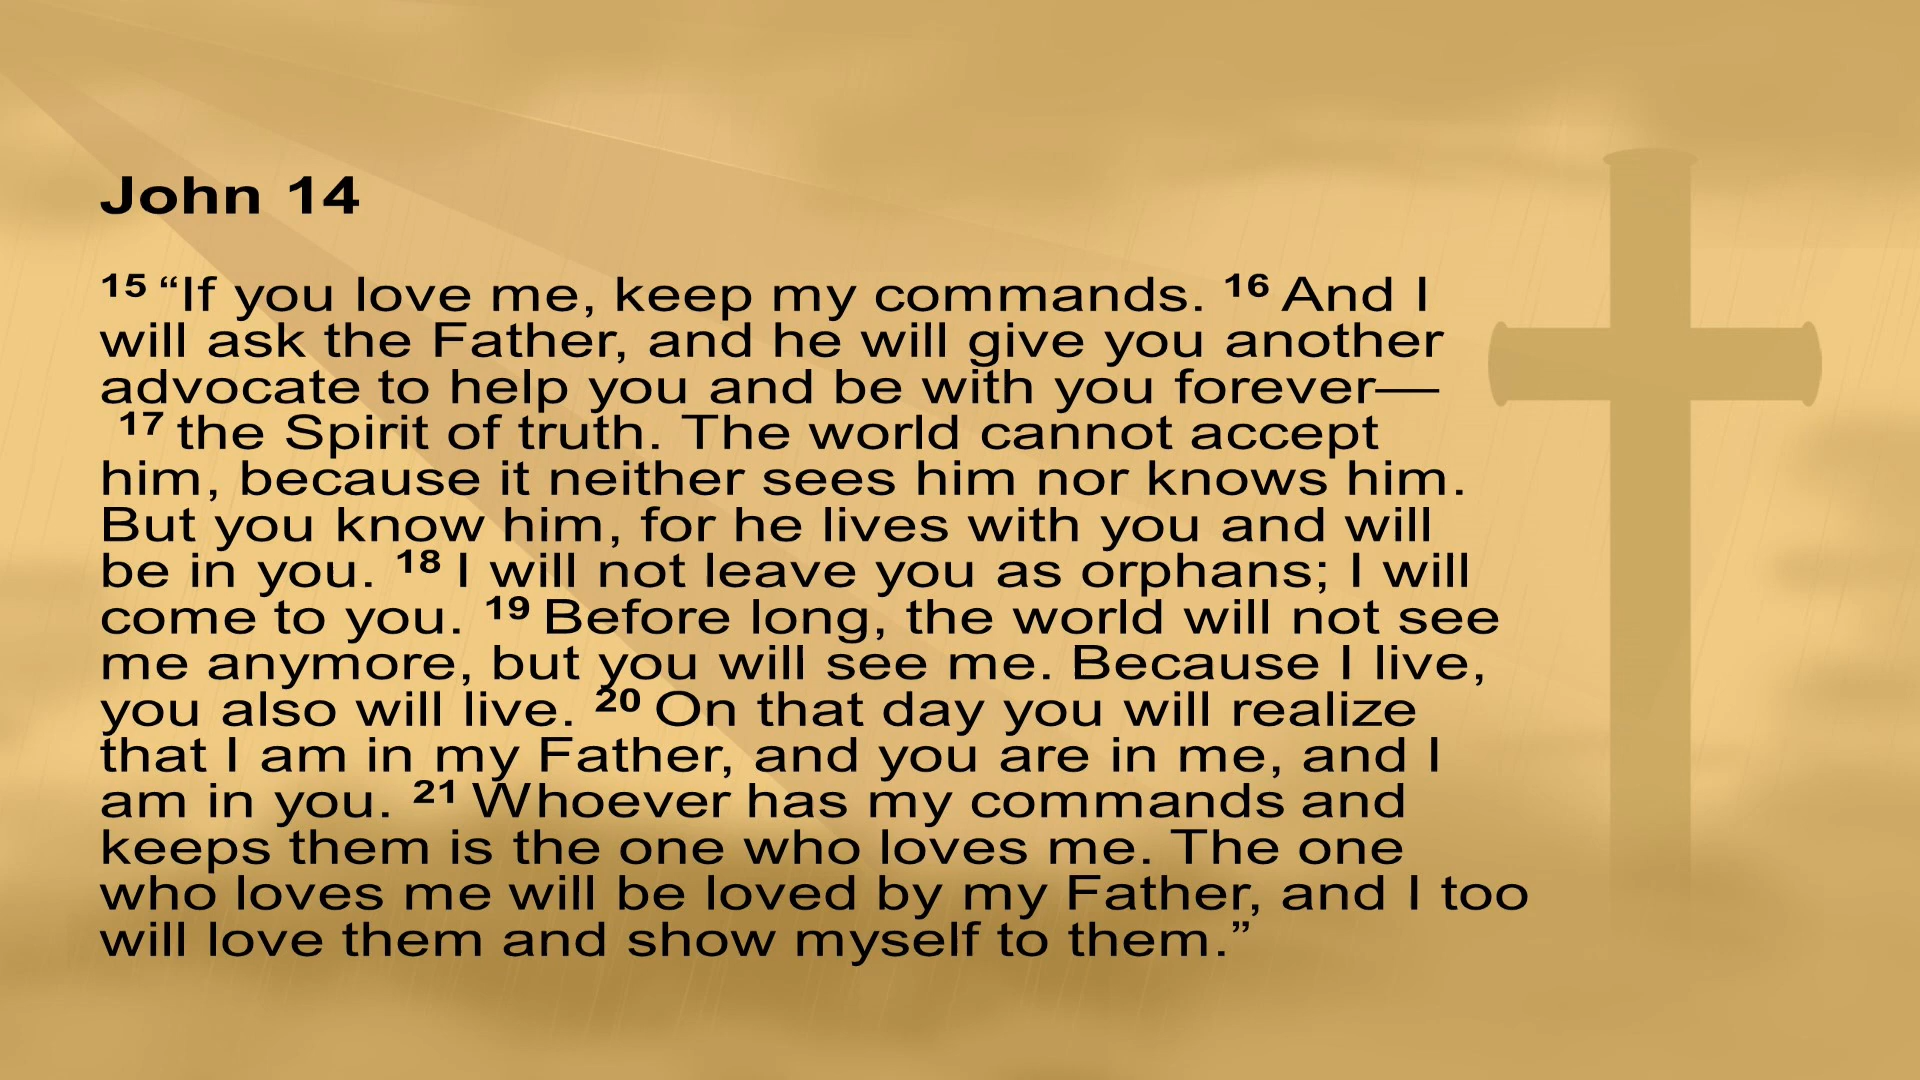 John 14
15 “If you love me, keep my commands. 16 And I
will ask the Father, and he will give you another
advocate to help you and be with you forever—
17 the Spirit of truth. The world cannot accept
him, because it neither sees him nor knows him.
But you know him, for he lives with you and will
be in you. 18 I will not leave you as orphans; I will
come to you. 19 Before long, the world will not see
me anymore, but you will see me. Because I live,
you also will live. 20 On that day you will realize
that I am in my Father, and you are in me, and I
am in you. 21 Whoever has my commands and
keeps them is the one who loves me. The one
who loves me will be loved by my Father, and I too
will love them and show myself to them.”